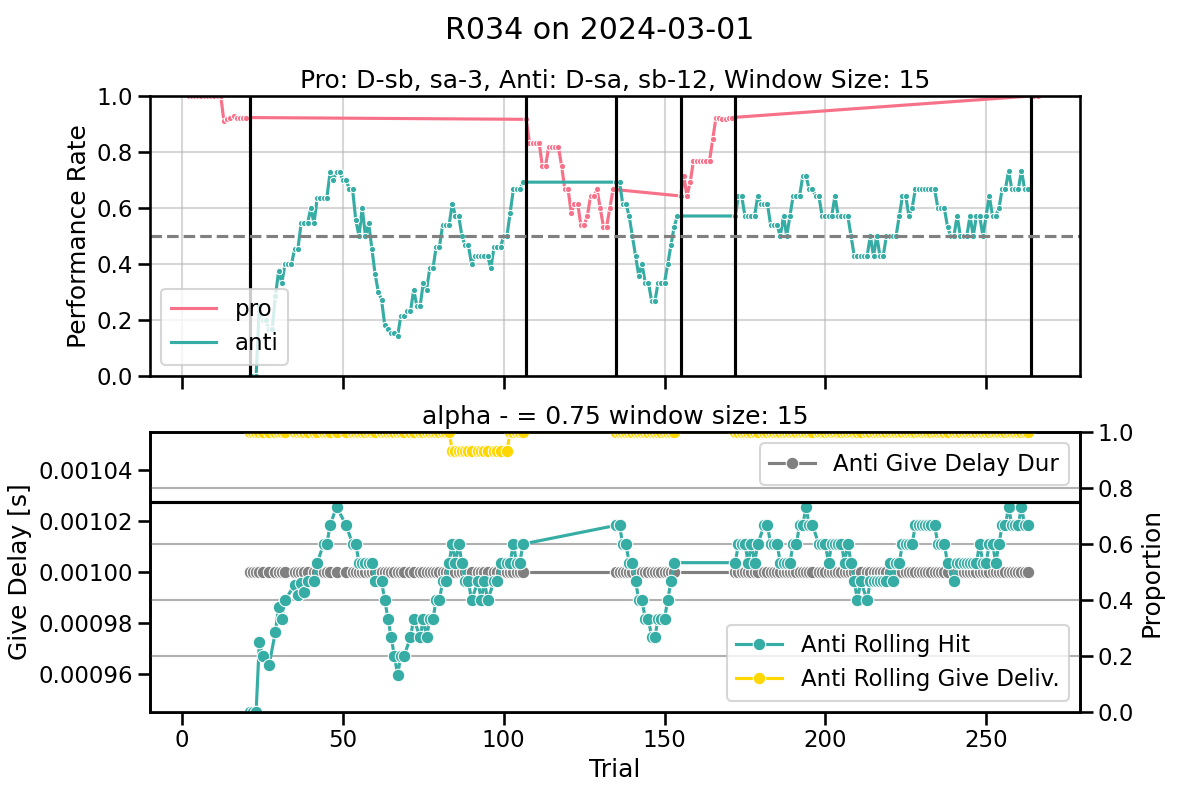 R034 on 2024-03-01
Pro: D-sb, sa-3, Anti: D-sa, sb-12, Window Size: 15
Performance Rate
1.0
0.8
0.6
0.4
0.2
0.0
pro
anti
alpha - = 0.75 window size: 15
Give Delay [s]
0.00104
0.00102
0.00100
0.00098
0.00096
Anti Give Delay Dur
Anti Rolling Hit
Anti Rolling Give Deliv.
1.0
0.8
0.6
0.4
0.2
0.0
Proportion
0 50 100 150 200 250
Trial